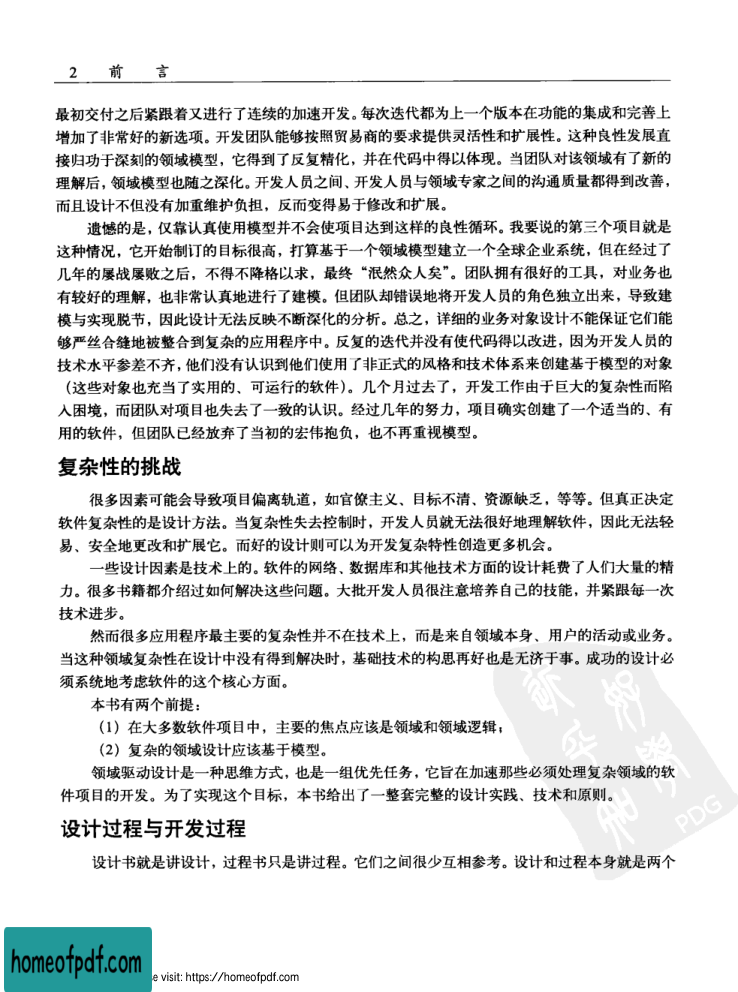 2 前 言
最初交付之后紧跟着又进行了连续的加速开发。每次迭代都为上一个版本在功能的集成和完善上
增加了非常好的新选项。开发团队能够按照贸易商的要求提供灵活性和扩展性。这种良性发展直
接归功于深刻的领域模型，它得到了反复精化，并在代码中得以体现。当团队对该领域有了新的
理解后，领域模型也随之深化。开发人员之间、开发人员与领域专家之间的沟通质量都得到改善，
而且设计不但没有加重维护负担，反而变得易于修改和扩展。
遗憾的是，仅靠认真使用模型并不会使项目达到这样的良性循环。我要说的第三个项目就是
这种情况，它开始制订的目标很高，打算基于一个领域模型建立一个全球企业系统，但在经过了
几年的屡战屡败之后，不得不降格以求，最终“泯然众人矣”。团队拥有很好的工具，对业务也
有较好的理解，也非常认真地进行了建模。但团队却错误地将开发人员的角色独立出来，导致建
模与实现脱节，因此设计无法反映不断深化的分析。总之，详细的业务对象设计不能保证它们能
够严丝合缝地被整合到复杂的应用程序中。反复的迭代并没有使代码得以改进，因为开发人员的
技术水平参差不齐，他们没有认识到他们使用了非正式的风格和技术体系来创建基于模型的对象
（这些对象也充当了实用的、可运行的软件）。几个月过去了，开发工作由于巨大的复杂性而陷
入困境，而团队对项目也失去了一致的认识。经过几年的努力，项目确实创建了一个适当的、有
用的软件，但团队已经放弃了当初的宏伟抱负，也不再重视模型。
复杂性的挑战
很多因素可能会导致项目偏离轨道，如官僚主义、目标不清、资源缺乏，等等。但真正决定
软件复杂性的是设计方法。当复杂性失去控制时，开发人员就无法很好地理解软件，因此无法轻
易、安全地更改和扩展它。而好的设计则可以为开发复杂特性创造更多机会。
一些设计因素是技术上的。软件的网络、数据库和其他技术方面的设计耗费了人们大量的精
力。很多书籍都介绍过如何解决这些问题。大批开发人员很注意培养自己的技能，并紧跟每一次
技术进步。
然而很多应用程序最主要的复杂性并不在技术上，而是来自领域本身、用户的活动或业务。
当这种领域复杂性在设计中没有得到解决时，基础技术的构思再好也是无济于事。成功的设计必
须系统地考虑软件的这个核心方面。
本书有两个前提：
（1）在大多数软件项目中，主要的焦点应该是领域和领域逻辑；
（2）复杂的领域设计应该基于模型。
领域驱动设计是一种思维方式，也是一组优先任务，它旨在加速那些必须处理复杂领域的软
件项目的开发。为了实现这个目标，本书给出了一整套完整的设计实践、技术和原则。
设计过程与开发过程
设计书就是讲设计，过程书只是讲过程。它们之间很少互相参考。设计和过程本身就是两个
PDG
homeofpdf.com
e visit: https://homeofpdf.com